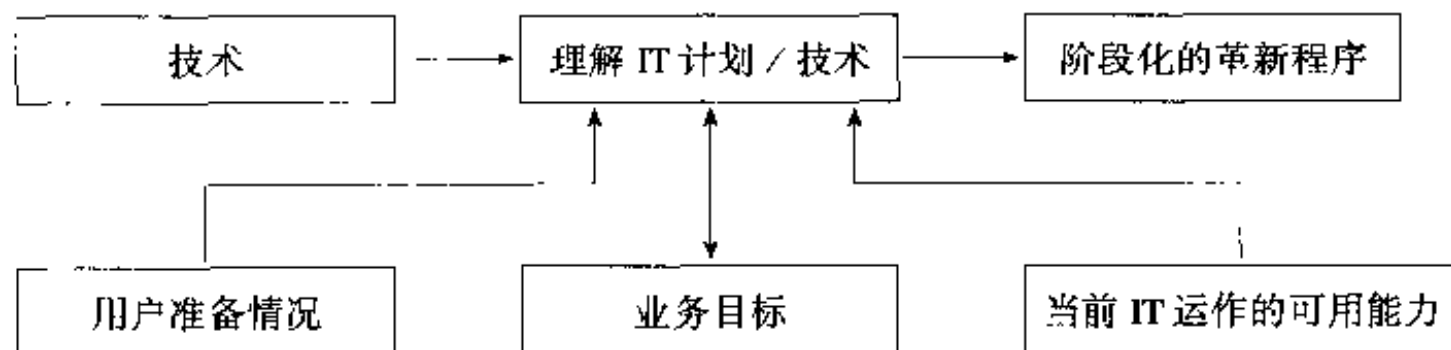 技术
理解 IT 计划 / 技术
阶段化的革新程序
用户准备情况
业务目标
当前 IT 运作的可用能力